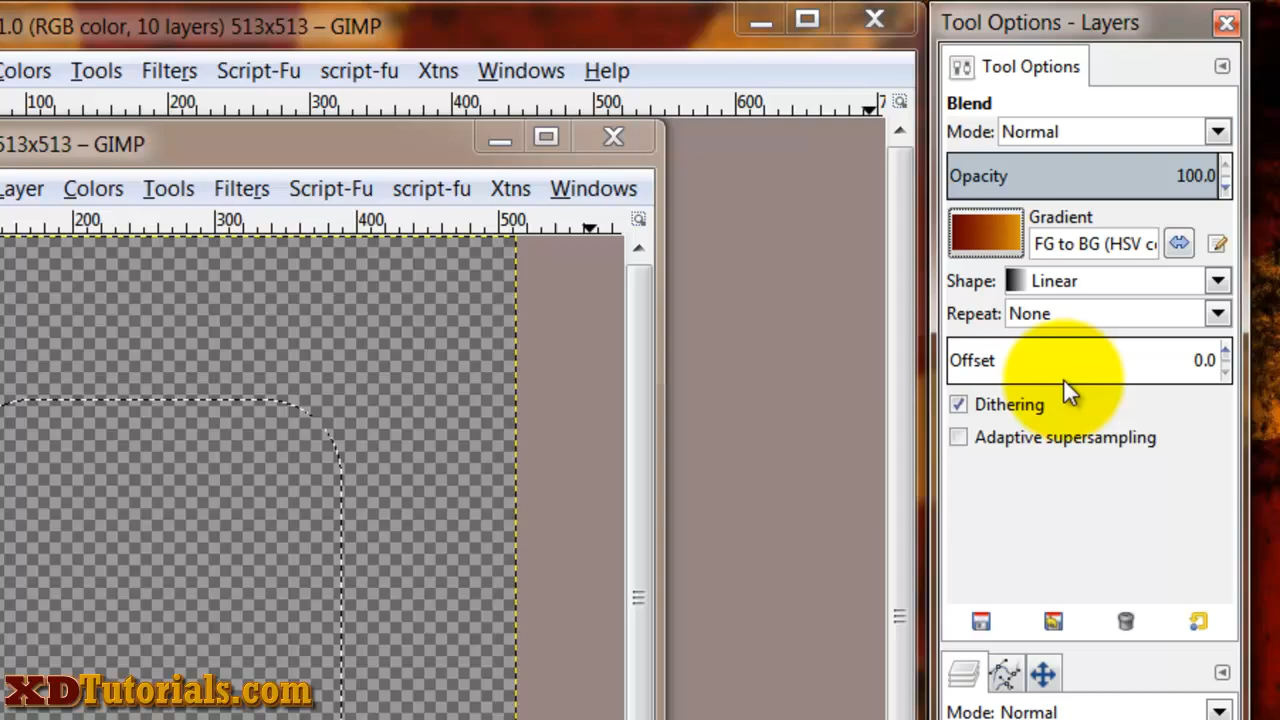 1.0 (RGB color, 10 layers) 513x513 – GIMP
Colors Tools Filters Script-Fu script-fu Xtns Windows Help
100 200 300 400 500 600 7
513x513 – GIMP
Layer Colors Tools Filters Script-Fu script-fu Xtns Windows
200 300 400 500
XDTutorials.com
Tool Options - Layers
Tool Options
Blend
Mode: Normal
Opacity 100.0
Gradient
FG to BG (HSV c
Shape: Linear
Repeat: None
Offset 0.0
Dithering
Adaptive supersampling
Mode: Normal